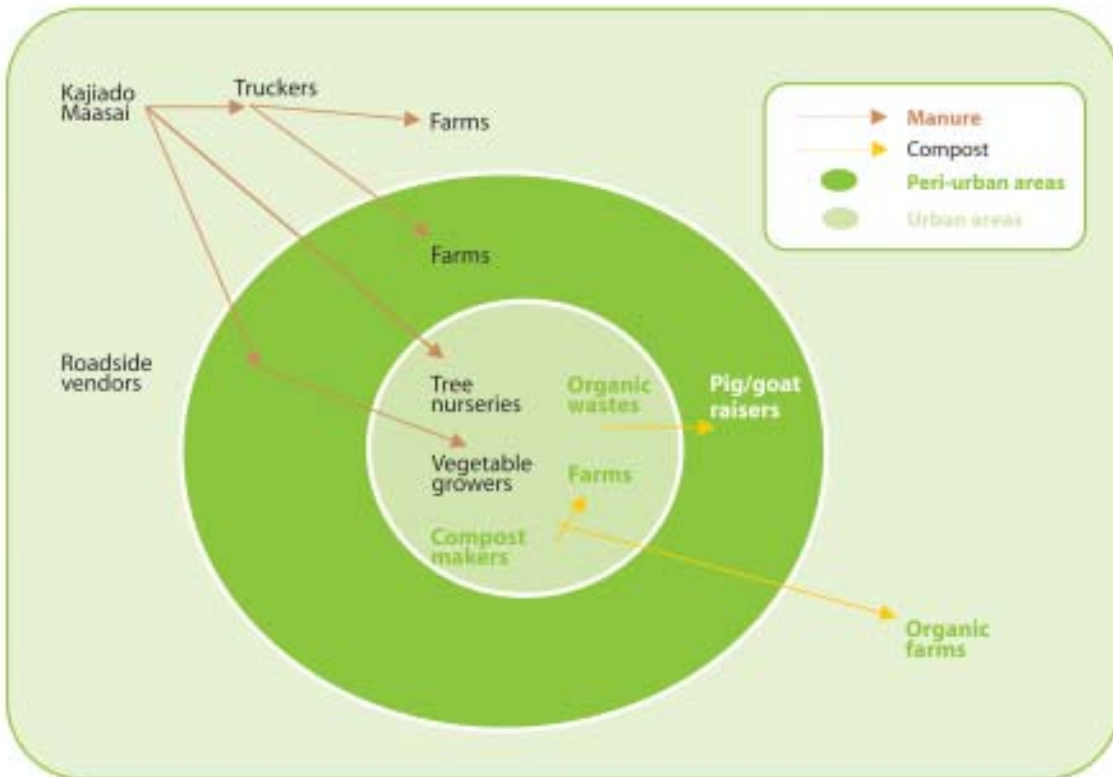 Kajiado
Maasai
Truckers
Farms
Manure
Compost
Peri-urban areas
Urban areas
Farms
Roadside
vendors
Tree
nurseries
Organic
wastes
Pig/goat
raisers
Vegetable
growers
Farms
Compost
makers
Organic
farms